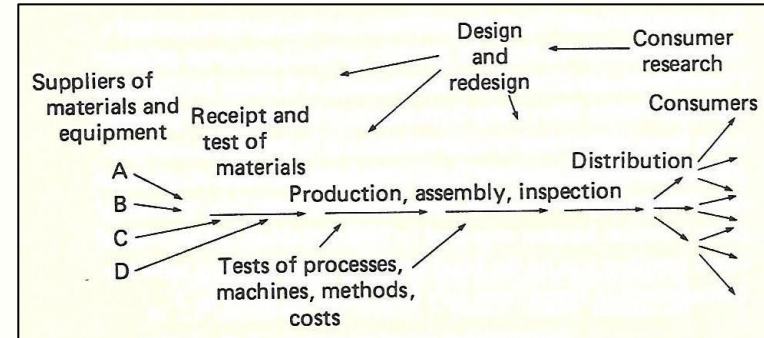 Design
and
redesign
Consumer
research
Suppliers of
materials and
equipment
Receipt and
test of
materials
Consumers
A
B
C
D
Production, assembly, inspection
Distribution
Tests of processes,
machines, methods,
costs